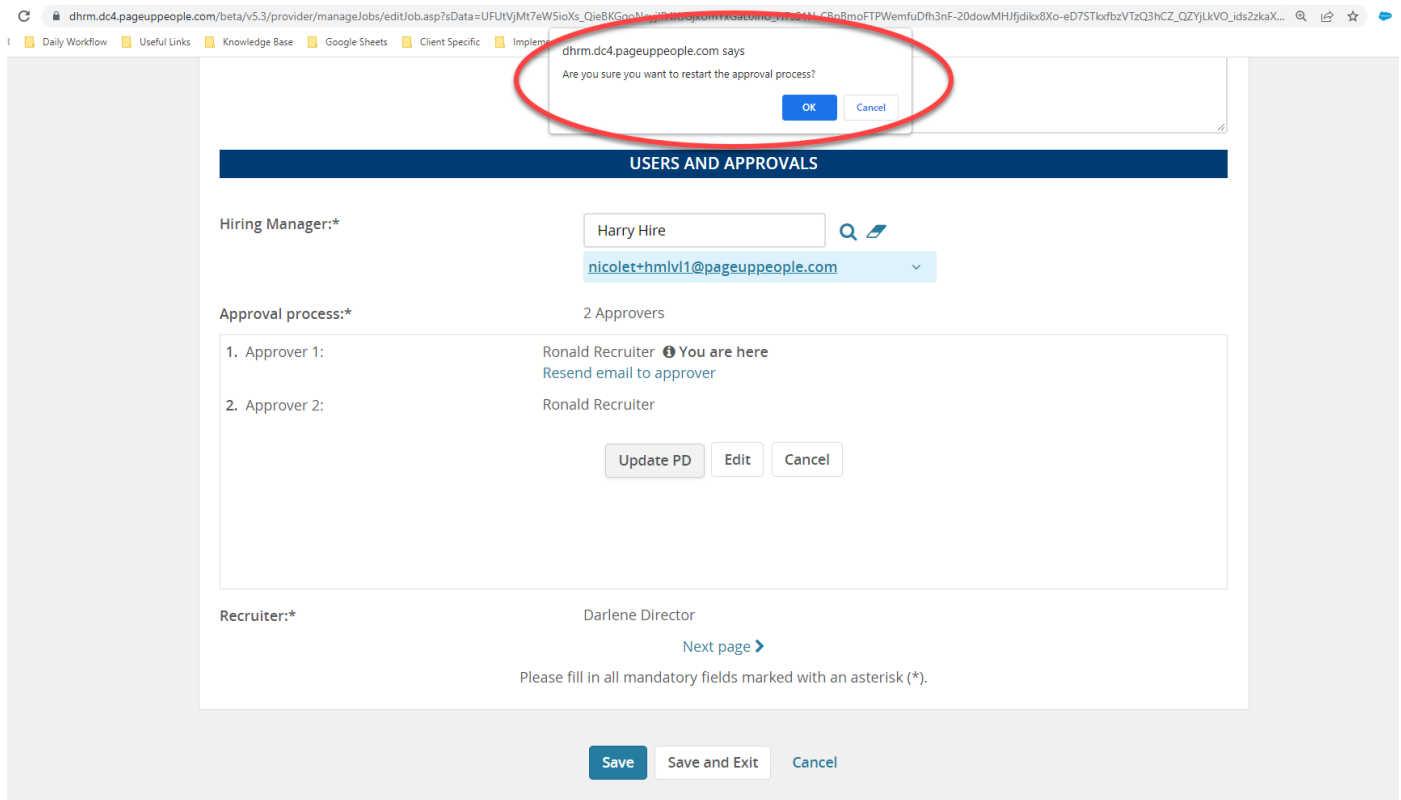 dhrm.dc4.pageuppeople.com/beta/v5.3/provider/manageJobs/editJob.asp?
Daily Workflow Useful Links Knowledge Base Google Sheets Client Specific
dhrm.dc4.pageuppeople.com says
Are you sure you want to restart the approval process?
OK Cancel
USERS AND APPROVALS
Hiring Manager:* Harry Hire
nicolet+hmlvl1@pageuppeople.com
Approval process:* 2 Approvers
1. Approver 1: Ronald Recruiter You are here
Resend email to approver
2. Approver 2: Ronald Recruiter
Update PD Edit Cancel
Recruiter:* Darlene Director
Next page
Please fill in all mandatory fields marked with an asterisk (*).
Save Save and Exit Cancel